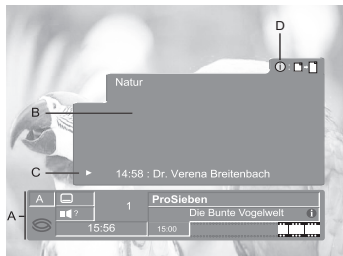 D
i :
Natur
B
C
14:58 : Dr. Verena Breitenbach
A 1 ProSieben
Die Bunte Vogelwelt i
A
?
15:56 15:00